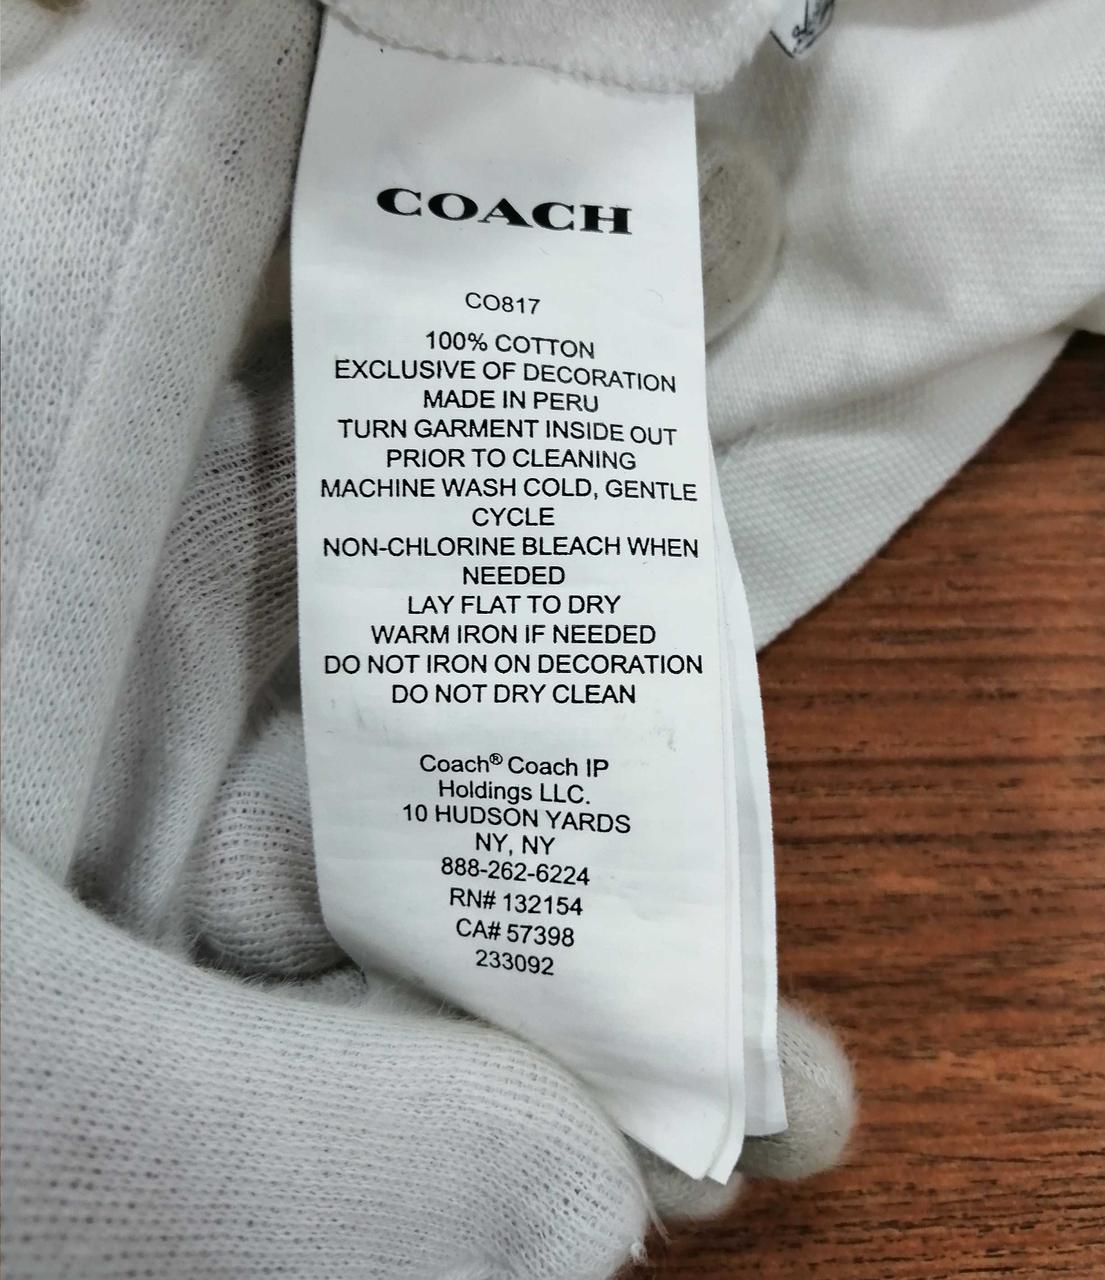 COACH
CO817
100% COTTON
EXCLUSIVE OF DECORATION
MADE IN PERU
TURN GARMENT INSIDE OUT
PRIOR TO CLEANING
MACHINE WASH COLD, GENTLE
CYCLE
NON-CHLORINE BLEACH WHEN
NEEDED
LAY FLAT TO DRY
WARM IRON IF NEEDED
DO NOT IRON ON DECORATION
DO NOT DRY CLEAN
Coach® Coach IP
Holdings LLC.
10 HUDSON YARDS
NY, NY
888-262-6224
RN# 132154
CA# 57398
233092